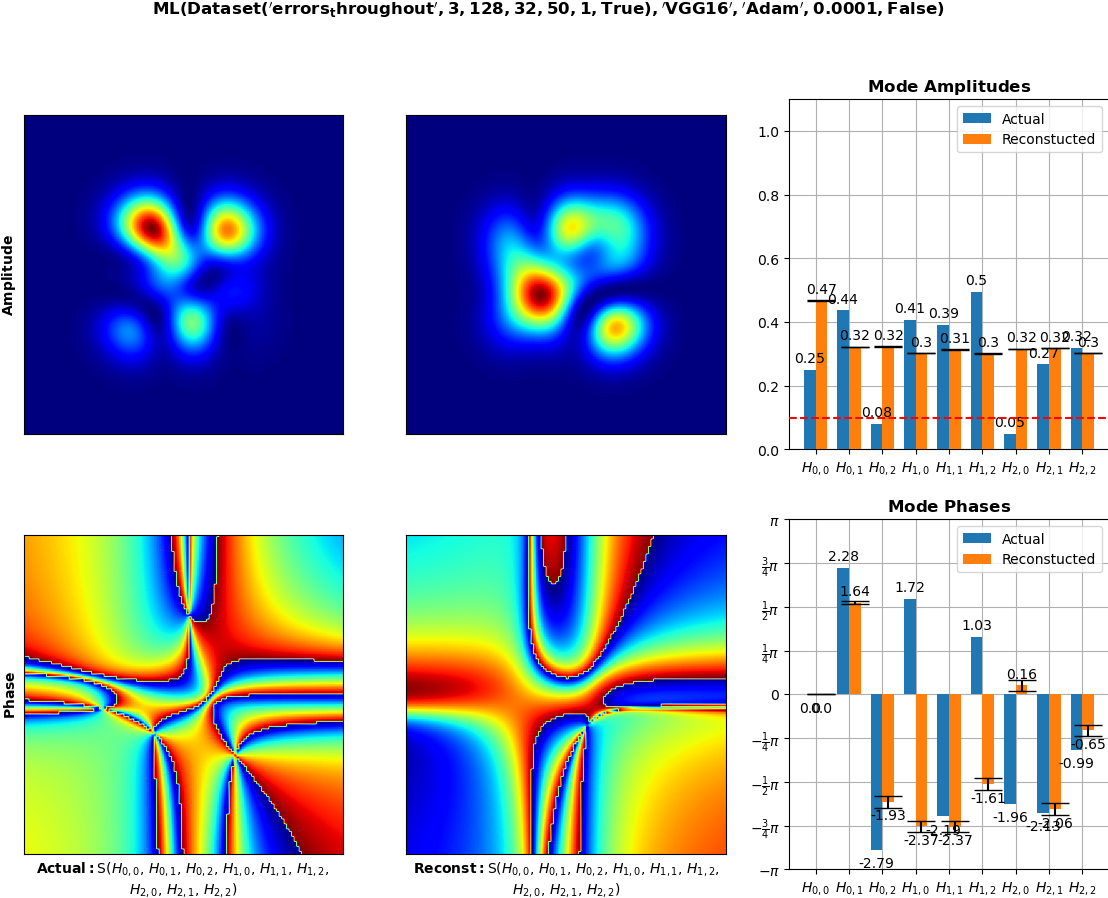 ML(Dataset('errors_throughout', 3, 128, 32, 50, 1, True), 'VGG16', 'Adam', 0.0001, False)
Amplitude
Mode Amplitudes
Actual
Reconstucted
1.0
0.8
0.6
0.4
0.2
0.0
0.25
0.47
0.44
0.32
0.08
0.32
0.41
0.3
0.39
0.31
0.5
0.3
0.05
0.32
0.27
0.32
0.32
0.3
H0,0 H0,1 H0,2 H1,0 H1,1 H1,2 H2,0 H2,1 H2,2
Phase
Actual: S(H0,0, H0,1, H0,2, H1,0, H1,1, H1,2,
H2,0, H2,1, H2,2)
Reconst: S(H0,0, H0,1, H0,2, H1,0, H1,1, H1,2,
H2,0, H2,1, H2,2)
Mode Phases
Actual
Reconstucted
π
3/4π
1/2π
1/4π
0
−1/4π
−1/2π
−3/4π
−π
0.0
0.0
2.28
1.64
-2.79
-1.93
1.72
-2.37
-2.19
-2.37
1.03
-1.61
-1.96
0.16
-2.13
-2.06
-0.99
-0.65
H0,0 H0,1 H0,2 H1,0 H1,1 H1,2 H2,0 H2,1 H2,2